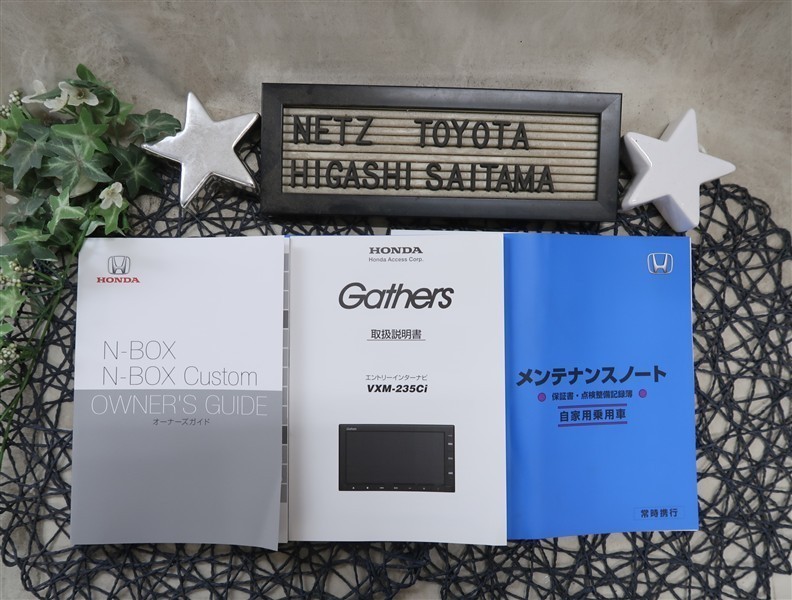 NETZ TOYOTA
HIGASHI SAITAMA
HONDA
N-BOX
N-BOX Custom
OWNER'S GUIDE
オーナーズガイド
HONDA
Honda Access Corp.
Gathers
取扱説明書
エントリーインターナビ
VXM-235Ci
メンテナンスノート
保証書・点検整備記録簿
自家用乗用車
常時携行